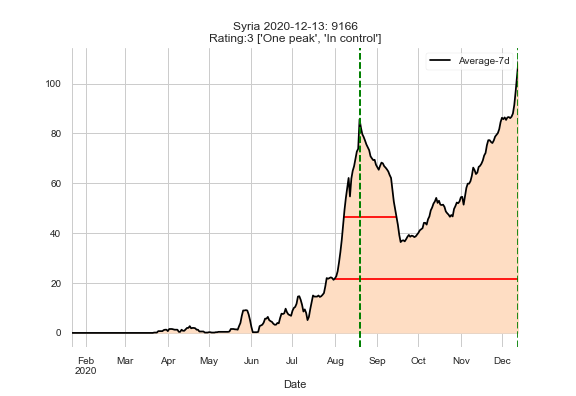 Syria 2020-12-13: 9166
Rating:3 ['One peak', 'In control']
Average-7d
100
80
60
40
20
0
Feb Mar Apr May Jun Jul Aug Sep Oct Nov Dec
2020
Date